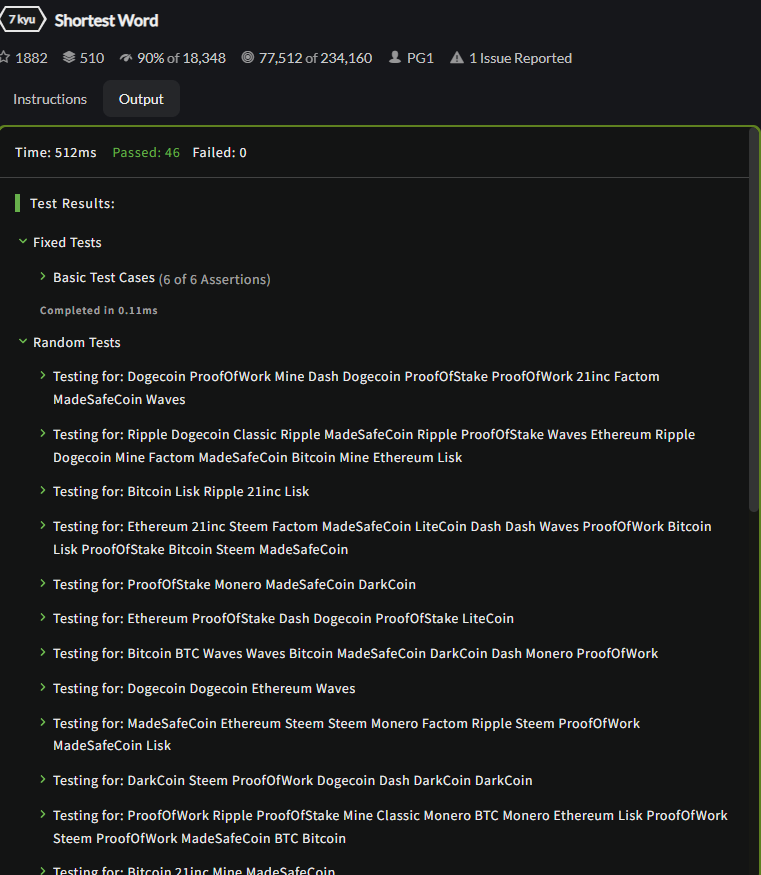 7 kyu Shortest Word
1882 510 90% of 18,348 77,512 of 234,160 PG1 1 Issue Reported
Instructions Output
Time: 512ms Passed: 46 Failed: 0
Test Results:
Fixed Tests
Basic Test Cases (6 of 6 Assertions)
Completed in 0.11ms
Random Tests
Testing for: Dogecoin ProofOfWork Mine Dash Dogecoin ProofOfStake ProofOfWork 21inc Factom
MadeSafeCoin Waves
Testing for: Ripple Dogecoin Classic Ripple MadeSafeCoin Ripple ProofOfStake Waves Ethereum Ripple
Dogecoin Mine Factom MadeSafeCoin Bitcoin Mine Ethereum Lisk
Testing for: Bitcoin Lisk Ripple 21inc Lisk
Testing for: Ethereum 21inc Steem Factom MadeSafeCoin LiteCoin Dash Dash Waves ProofOfWork Bitcoin
Lisk ProofOfStake Bitcoin Steem MadeSafeCoin
Testing for: ProofOfStake Monero MadeSafeCoin DarkCoin
Testing for: Ethereum ProofOfStake Dash Dogecoin ProofOfStake LiteCoin
Testing for: Bitcoin BTC Waves Waves Bitcoin MadeSafeCoin DarkCoin Dash Monero ProofOfWork
Testing for: Dogecoin Dogecoin Ethereum Waves
Testing for: MadeSafeCoin Ethereum Steem Steem Monero Factom Ripple Steem ProofOfWork
MadeSafeCoin Lisk
Testing for: DarkCoin Steem ProofOfWork Dogecoin Dash DarkCoin DarkCoin
Testing for: ProofOfWork Ripple ProofOfStake Mine Classic Monero BTC Monero Ethereum Lisk ProofOfWork
Steem ProofOfWork MadeSafeCoin BTC Bitcoin
Testing for: Bitcoin 21inc Mine MadeSafeCoin